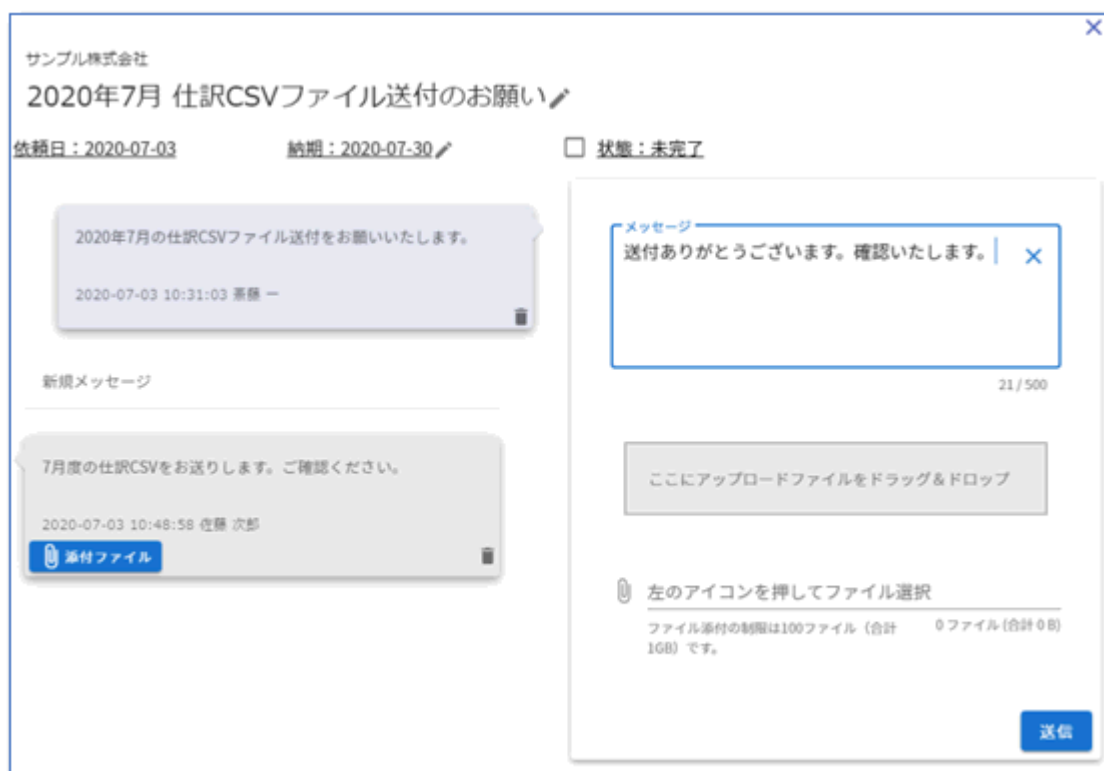 サンプル株式会社
2020年7月 仕訳CSVファイル送付のお願い
依頼日：2020-07-03
納期：2020-07-30
状態：未完了
2020年7月の仕訳CSVファイル送付をお願いいたします。
2020-07-03 10:31:03 斎藤 一
新規メッセージ
7月度の仕訳CSVをお送りします。ご確認ください。
2020-07-03 10:48:58 佐藤 次郎
添付ファイル
メッセージ
送付ありがとうございます。確認いたします。
21 / 500
ここにアップロードファイルをドラッグ＆ドロップ
左のアイコンを押してファイル選択
ファイル添付の制限は100ファイル（合計
1GB）です。
0 ファイル (合計 0 B)
送信